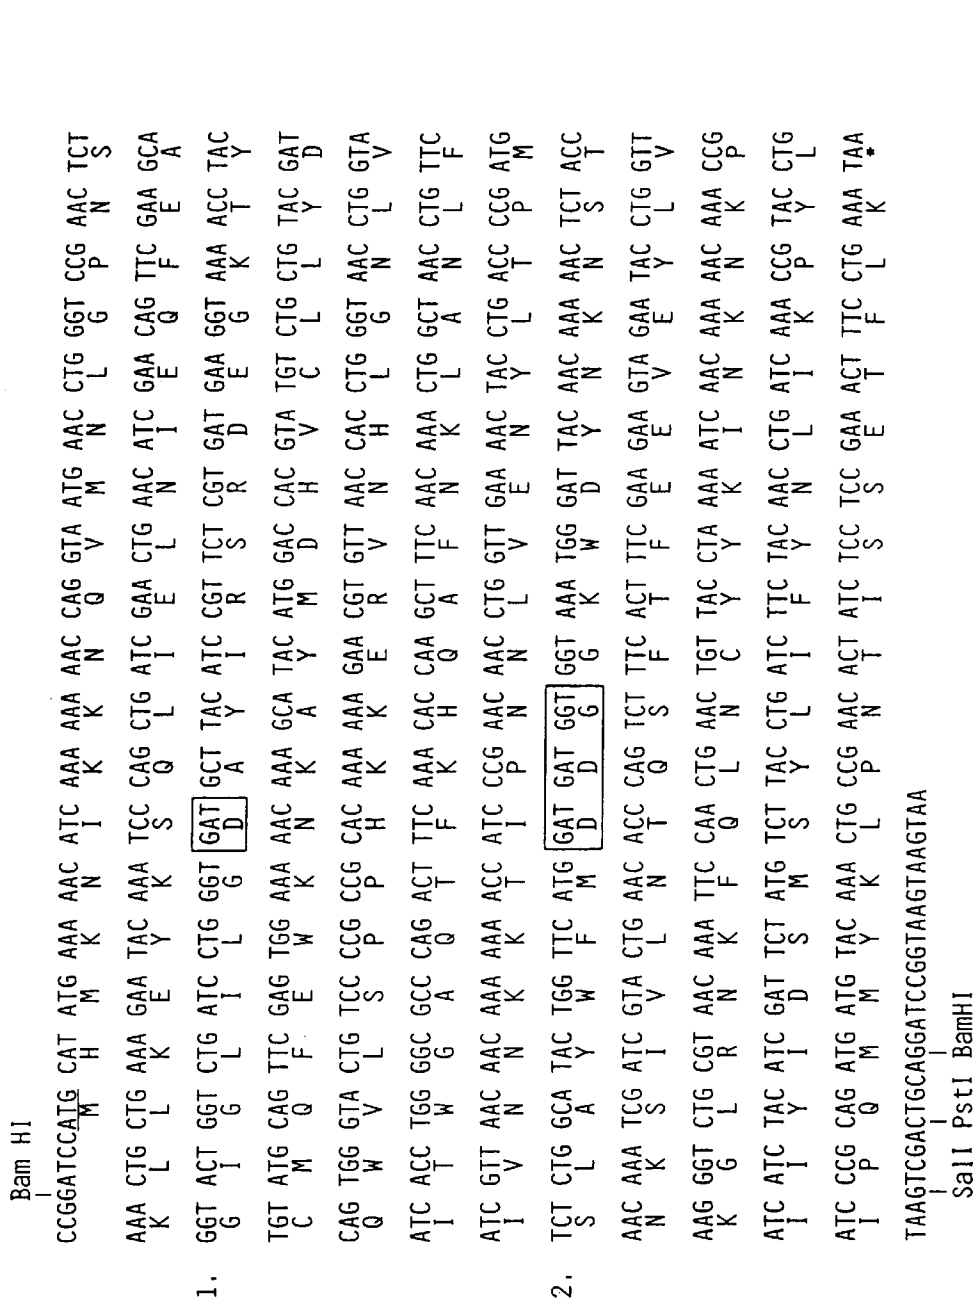 Bam HI
CCGGATCCATG CAT ATG AAA AAC ATC AAA AAA AAC CAG GTA ATG AAC CTG GGT CCG AAC TCT
M H M K N I K K N Q V M N L G P N S
AAA CTG CTG AAA GAA TAC AAA TCC CAG CTG ATC GAA CTG AAC ATC GAA CAG TTC GAA GCA
K L L K E Y K S Q L I E L N I E Q F E A
1. GGT ACT GGT CTG ATC CTG GGT GAT GCT TAC ATC CGT TCT CGT GAT GAA GGT AAA ACC TAC
G I G L I L G D A Y I R S R D E G K T Y
TGT ATG CAG TTC GAG TGG AAA AAC AAA GCA TAC ATG GAC CAC GTA TGT CTG CTG TAC GAT
C M Q F E W K N K A Y M D H V C L L Y D
CAG TGG GTA CTG TCC CCG CCG CAC AAA AAA GAA CGT GTT AAC CAC CTG GGT AAC CTG GTA
Q W V L S P P H K K E R V N H L G N L V
ATC ACC TGG GGC GCC CAG ACT TTC AAA CAC CAA GCT TTC AAC AAA CTG GCT AAC CTG TTC
I T W G A Q T F K H Q A F N K L A N L F
ATC GTT AAC AAC AAA AAA ACC ATC CCG AAC AAC CTG GTT GAA AAC TAC CTG ACC CCG ATG
I V N N K K T I P N N L V E N Y L T P M
2. TCT CTG GCA TAC TGG TTC ATG GAT GAT GGT GGT AAA TGG GAT TAC AAC AAA AAC TCT ACC
S L A Y W F M D D G G K W D Y N K N S T
AAC AAA TCG ATC GTA CTG AAC ACC CAG TCT TTC ACT TTC GAA GAA GTA GAA TAC CTG GTT
N K S I V L N T Q S F T F E E V E Y L V
AAG GGT CTG CGT AAC AAA TTC CAA CTG AAC TGT TAC CTA AAA ATC AAC AAA AAC AAA CCG
K G L R N K F Q L N C Y Y K I N K N K P
ATC ATC TAC ATC GAT TCT ATG TCT TAC CTG ATC TTC TAC AAC CTG ATC AAA CCG TAC CTG
I I Y I D S M S Y L I F Y N L I K P Y L
ATC CCG CAG ATG ATG TAC AAA CTG CCG AAC ACT ATC TCC TCC GAA ACT TTC CTG AAA TAA
I P Q M M Y K L P N T I S S E T F L K *
TAAGTCGACTGCAGGATCCGGTAAGTAAGTAA
SalI PstI BamHI